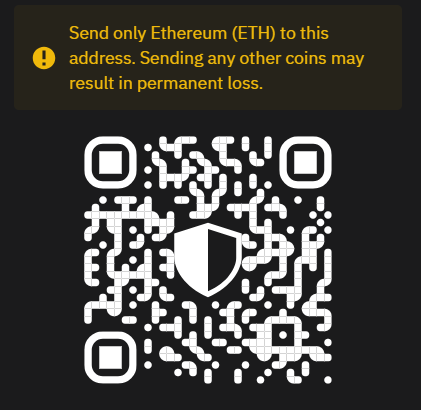 Send only Ethereum (ETH) to this
address. Sending any other coins may
result in permanent loss.